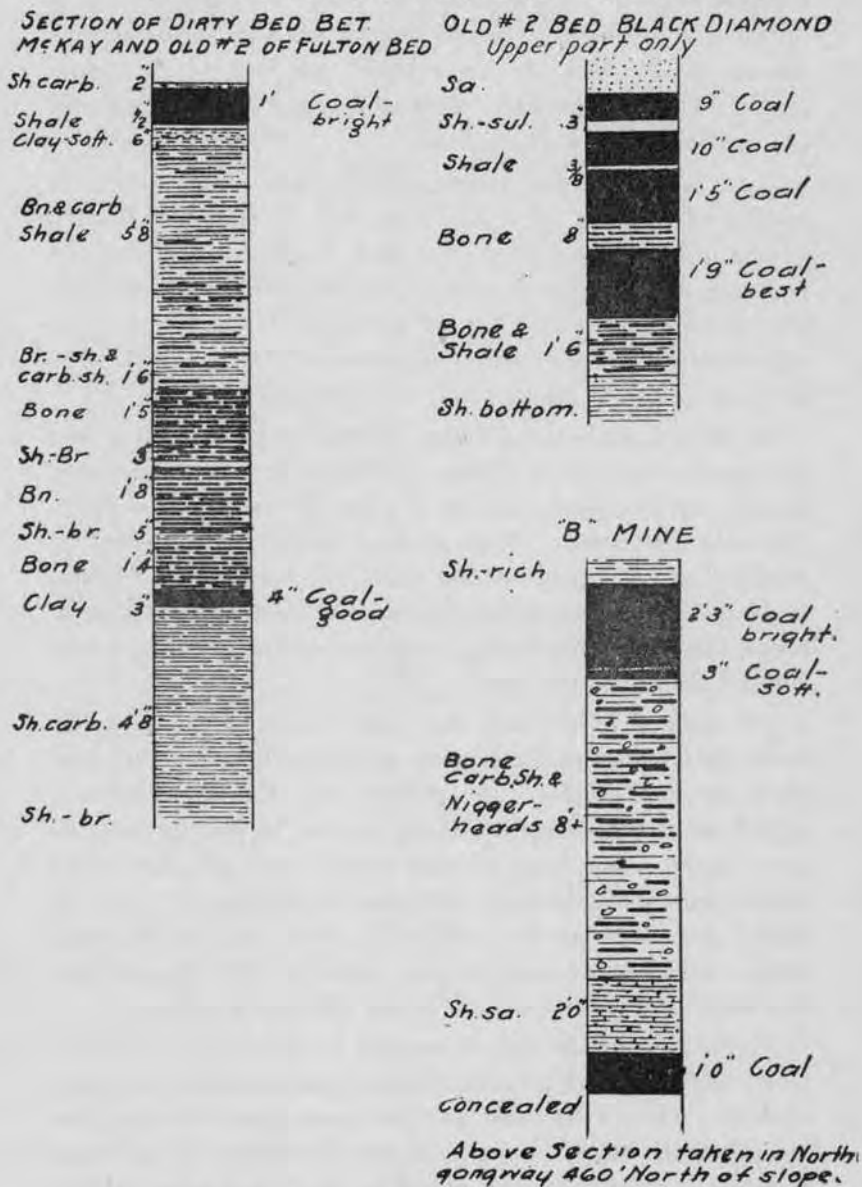 SECTION OF DIRTY BED BET.
McKAY AND OLD #2 OF FULTON BED
Sh carb. 2"
1' Coal-
bright
Shale 1/2"
Clay-soft. 6"
Bn. & carb
Shale 5'8"
Br.-sh. &
carb. sh. 1'6"
Bone 1'5"
Sh.-Br 3"
Bn. 1'8"
Sh.-br. 5"
Bone 1'4"
4" Coal-
good
Clay 3"
Sh. carb. 4'8"
Sh.-br.
OLD #2 BED BLACK DIAMOND
Upper part only
Sa.
9" Coal
Sh.-sul. .3"
10" Coal
Shale 3/8"
1'5" Coal
Bone 8"
1'9" Coal-
best
Bone &
Shale 1'6"
Sh. bottom.
"B" MINE
Sh.-rich
2'3" Coal
bright.
3" Coal-
soft.
Bone
Carb. Sh. &
Nigger-
heads 8'+
Sh. sa. 2'0"
1'0" Coal
Concealed
Above Section taken in North
gangway 460' North of slope.